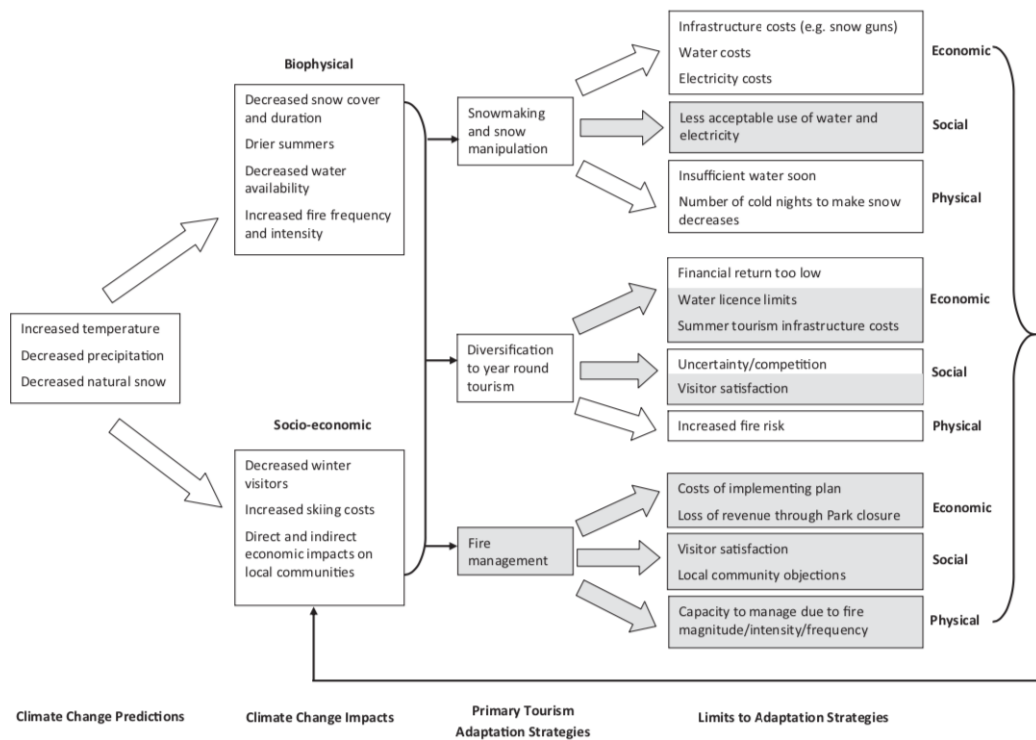 Increased temperature
Decreased precipitation
Decreased natural snow
Biophysical
Decreased snow cover
and duration
Drier summers
Decreased water
availability
Increased fire frequency
and intensity
Socio-economic
Decreased winter
visitors
Increased skiing costs
Direct and indirect
economic impacts on
local communities
Snowmaking
and snow
manipulation
Diversification
to year round
tourism
Fire
management
Infrastructure costs (e.g. snow guns)
Water costs
Electricity costs
Economic
Less acceptable use of water and
electricity
Social
Insufficient water soon
Number of cold nights to make snow
decreases
Physical
Financial return too low
Water licence limits
Summer tourism infrastructure costs
Economic
Uncertainty/competition
Visitor satisfaction
Social
Increased fire risk
Physical
Costs of implementing plan
Loss of revenue through Park closure
Economic
Visitor satisfaction
Local community objections
Social
Capacity to manage due to fire
magnitude/intensity/frequency
Physical
Climate Change Predictions
Climate Change Impacts
Primary Tourism
Adaptation Strategies
Limits to Adaptation Strategies